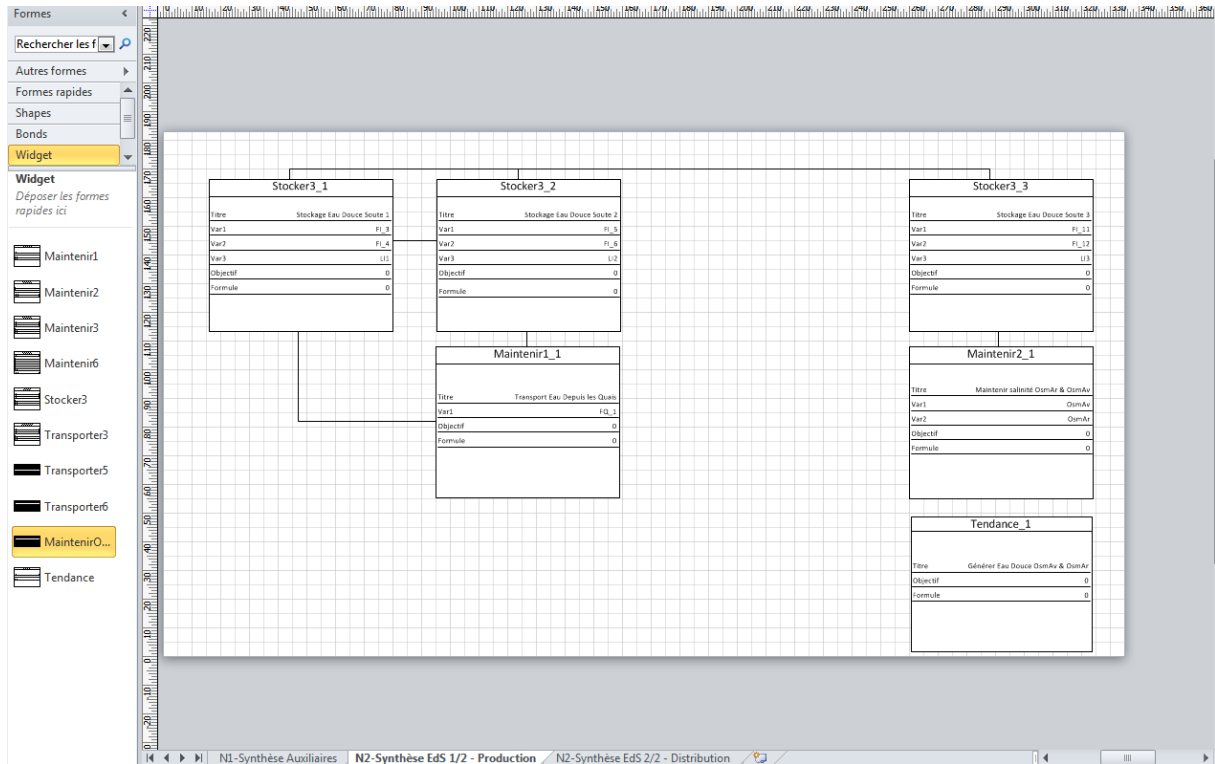 Formes
Rechercher les f
Autres formes
Formes rapides
Shapes
Bonds
Widget
Widget
Déposer les formes
rapides ici
Maintenir1
Maintenir2
Maintenir3
Maintenir6
Stocker3
Transporter3
Transporter5
Transporter6
MaintenirO...
Tendance
Stocker3_1
Titre Stockage Eau Douce Soute 1
Var1 FI_3
Var2 FI_4
Var3 LI1
Objectif 0
Formule 0
Stocker3_2
Titre Stockage Eau Douce Soute 2
Var1 FI_5
Var2 FI_6
Var3 LI2
Objectif 0
Formule 0
Stocker3_3
Titre Stockage Eau Douce Soute 3
Var1 FI_11
Var2 FI_12
Var3 LI3
Objectif 0
Formule 0
Maintenir1_1
Titre Transport Eau Depuis les Quais
Var1 FQ_1
Objectif 0
Formule 0
Maintenir2_1
Titre Maintenir salinité OsmAr & OsmAv
Var1 OsmAv
Var2 OsmAr
Objectif 0
Formule 0
Tendance_1
Titre Générer Eau Douce OsmAv & OsmAr
Objectif 0
Formule 0
N1-Synthèse Auxiliaires N2-Synthèse EdS 1/2 - Production N2-Synthèse EdS 2/2 - Distribution